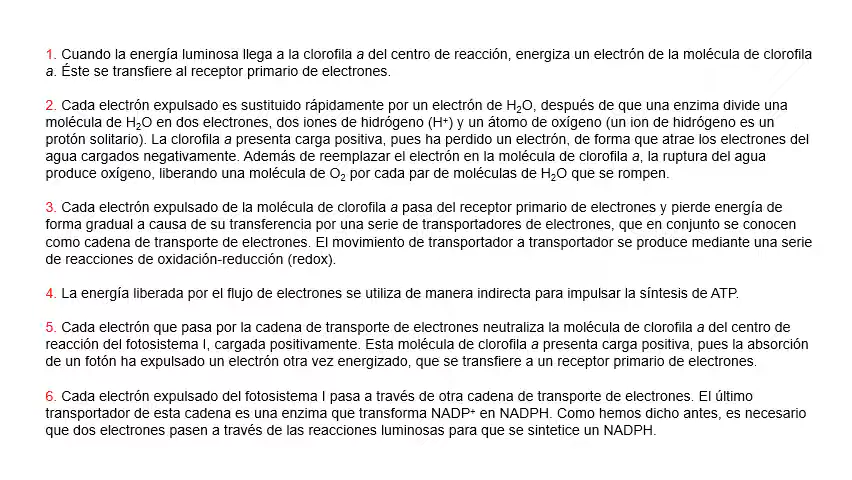 1. Cuando la energía luminosa llega a la clorofila a del centro de reacción, energiza un electrón de la molécula de clorofila
a. Éste se transfiere al receptor primario de electrones.
2. Cada electrón expulsado es sustituido rápidamente por un electrón de H₂O, después de que una enzima divide una
molécula de H₂O en dos electrones, dos iones de hidrógeno (H⁺) y un átomo de oxígeno (un ion de hidrógeno es un
protón solitario). La clorofila a presenta carga positiva, pues ha perdido un electrón, de forma que atrae los electrones del
agua cargados negativamente. Además de reemplazar el electrón en la molécula de clorofila a, la ruptura del agua
produce oxígeno, liberando una molécula de O₂ por cada par de moléculas de H₂O que se rompen.
3. Cada electrón expulsado de la molécula de clorofila a pasa del receptor primario de electrones y pierde energía de
forma gradual a causa de su transferencia por una serie de transportadores de electrones, que en conjunto se conocen
como cadena de transporte de electrones. El movimiento de transportador a transportador se produce mediante una serie
de reacciones de oxidación-reducción (redox).
4. La energía liberada por el flujo de electrones se utiliza de manera indirecta para impulsar la síntesis de ATP.
5. Cada electrón que pasa por la cadena de transporte de electrones neutraliza la molécula de clorofila a del centro de
reacción del fotosistema I, cargada positivamente. Esta molécula de clorofila a presenta carga positiva, pues la absorción
de un fotón ha expulsado un electrón otra vez energizado, que se transfiere a un receptor primario de electrones.
6. Cada electrón expulsado del fotosistema I pasa a través de otra cadena de transporte de electrones. El último
transportador de esta cadena es una enzima que transforma NADP⁺ en NADPH. Como hemos dicho antes, es necesario
que dos electrones pasen a través de las reacciones luminosas para que se sintetice un NADPH.